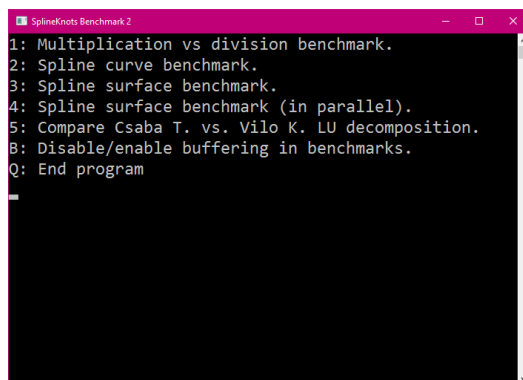 SplineKnots Benchmark 2
1: Multiplication vs division benchmark.
2: Spline curve benchmark.
3: Spline surface benchmark.
4: Spline surface benchmark (in parallel).
5: Compare Csaba T. vs. Vilo K. LU decomposition.
B: Disable/enable buffering in benchmarks.
Q: End program